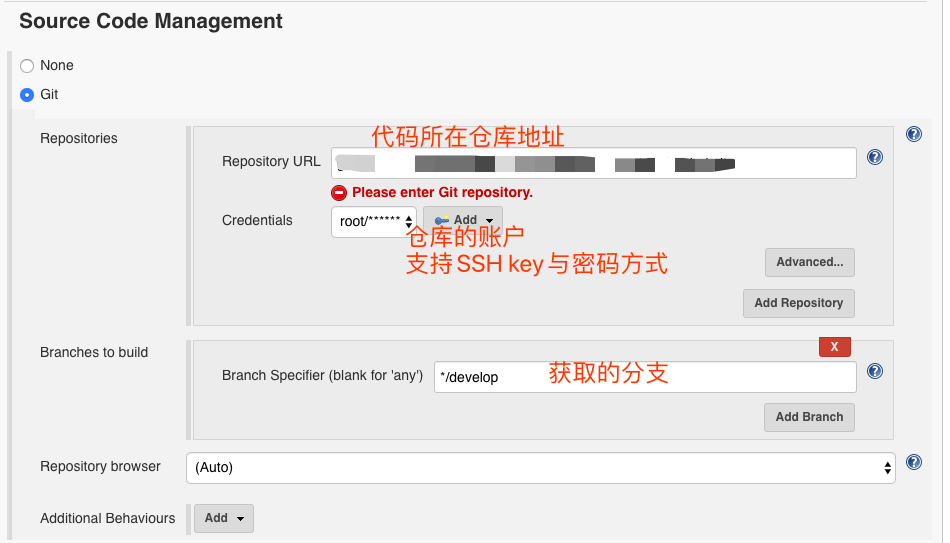 Source Code Management
None
Git
Repositories
代码所在仓库地址
Repository URL
Please enter Git repository.
Credentials
root/******
Add
仓库的账户
支持SSH key与密码方式
Advanced...
Add Repository
Branches to build
X
Branch Specifier (blank for 'any')
*/develop
获取的分支
Add Branch
Repository browser
(Auto)
Additional Behaviours
Add